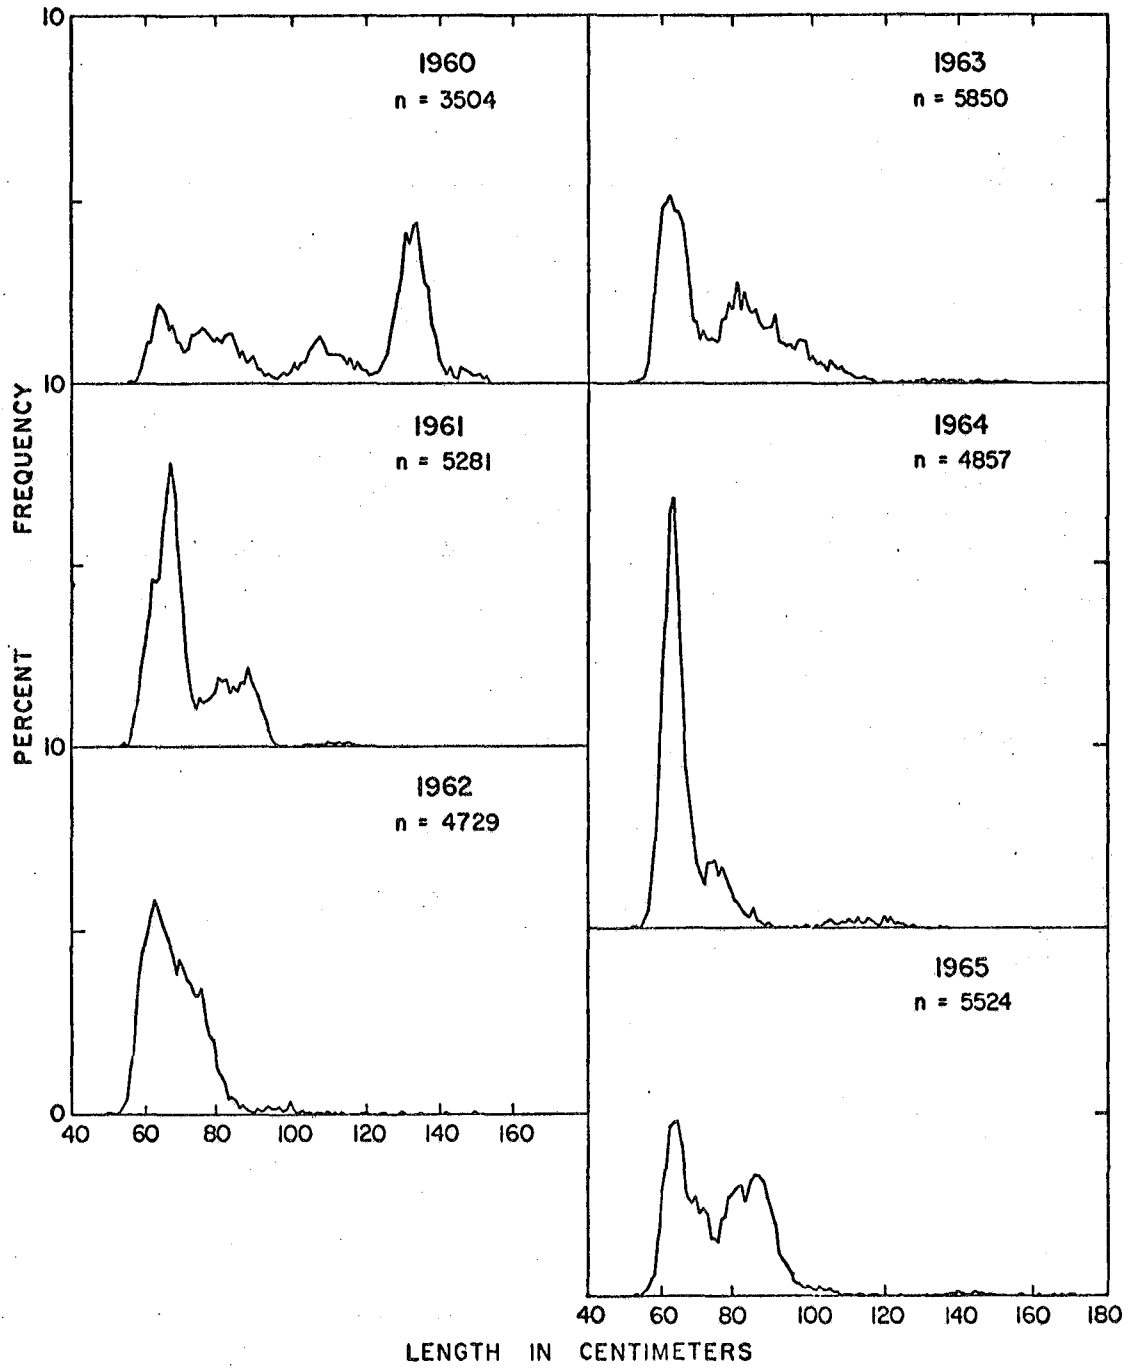 10
1960
n = 3504
10
1961
n = 5281
10
1962
n = 4729
0
40 60 80 100 120 140 160
1963
n = 5850
1964
n = 4857
1965
n = 5524
40 60 80 100 120 140 160 180
PERCENT FREQUENCY
LENGTH IN CENTIMETERS